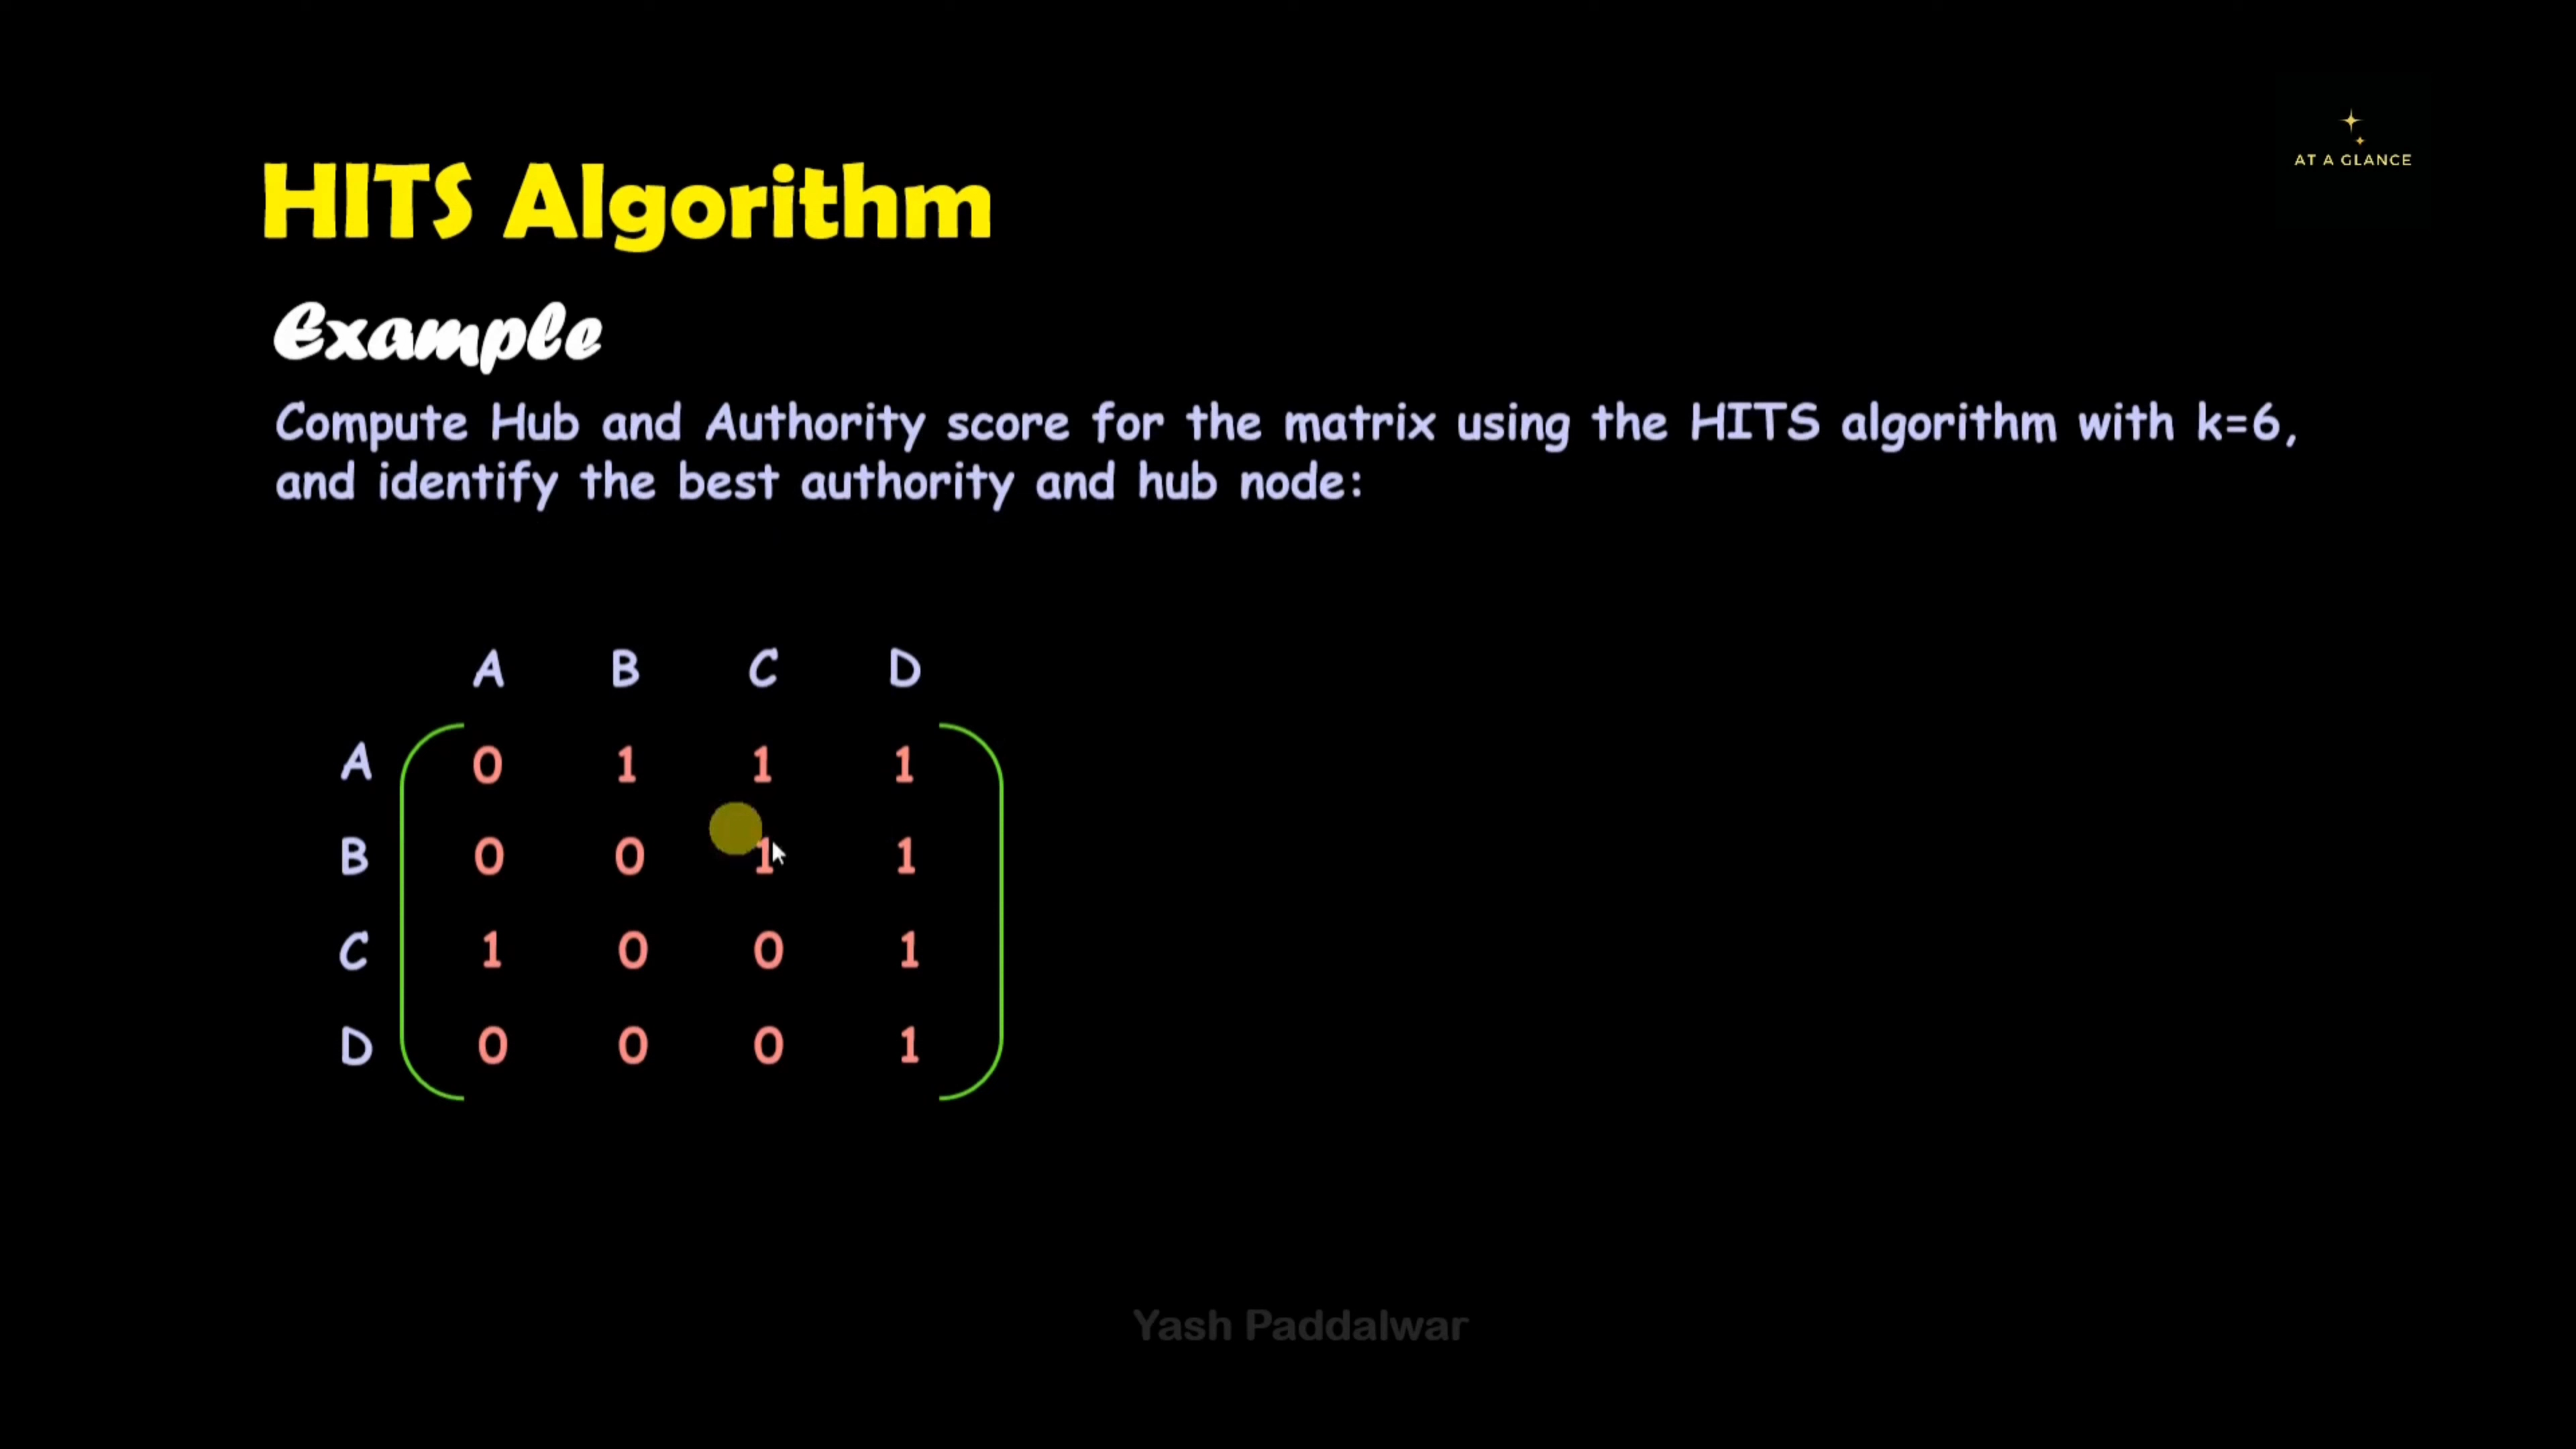 AT A GLANCE
HITS Algorithm
Example
Compute Hub and Authority score for the matrix using the HITS algorithm with k=6,
and identify the best authority and hub node:
A B C D
A 0 1 1 1
B 0 0 1 1
C 1 0 0 1
D 0 0 0 1
Yash Paddalwar